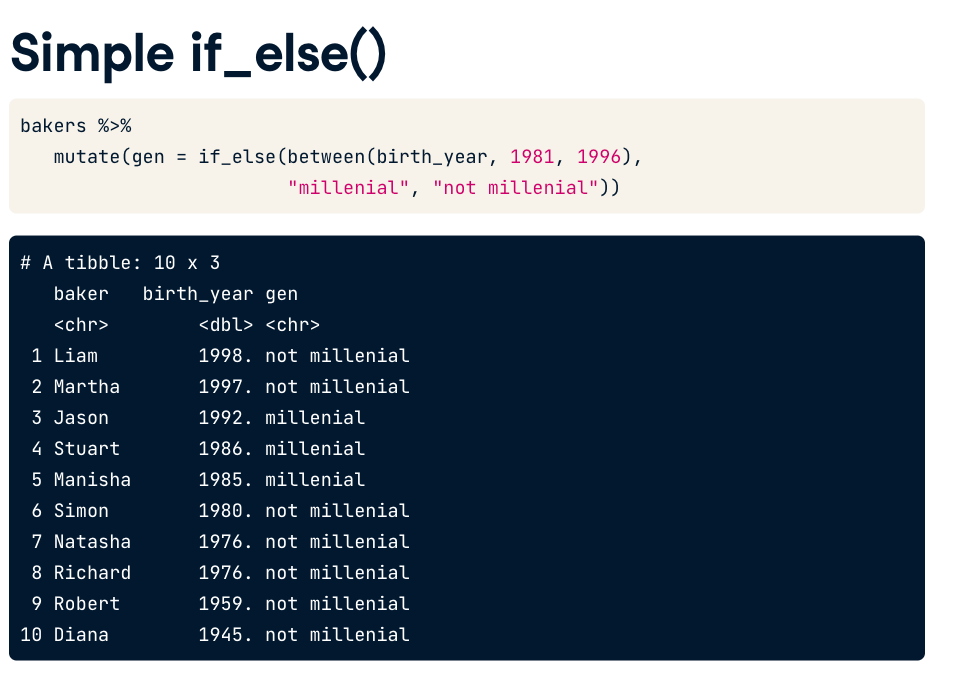 Simple if_else()
bakers %>%
   mutate(gen = if_else(between(birth_year, 1981, 1996),
                        "millenial", "not millenial"))
# A tibble: 10 x 3
   baker   birth_year gen
   <chr>        <dbl> <chr>
 1 Liam         1998. not millenial
 2 Martha       1997. not millenial
 3 Jason        1992. millenial
 4 Stuart       1986. millenial
 5 Manisha      1985. millenial
 6 Simon        1980. not millenial
 7 Natasha      1976. not millenial
 8 Richard      1976. not millenial
 9 Robert       1959. not millenial
10 Diana        1945. not millenial